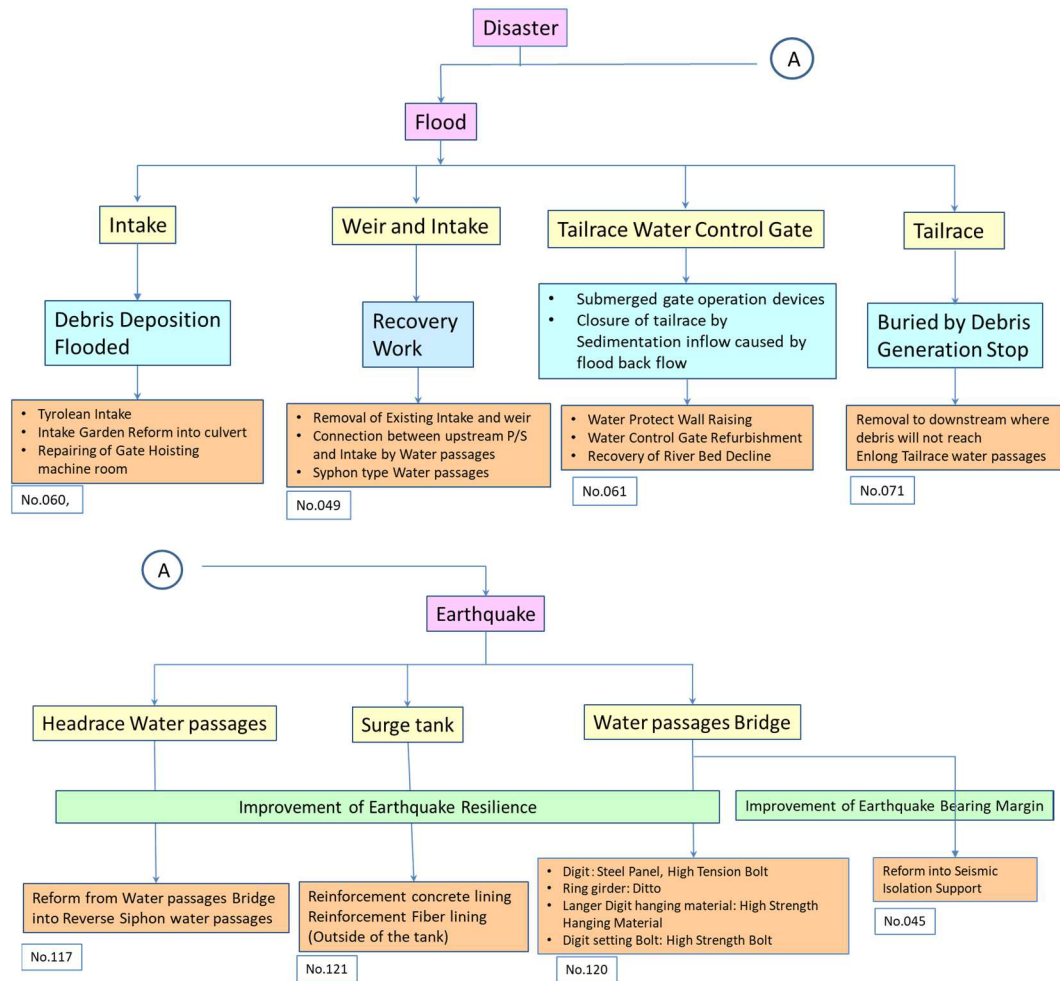 Disaster
A
Flood
Intake
Weir and Intake
Tailrace Water Control Gate
Tailrace
Debris Deposition
Flooded
Recovery
Work
• Submerged gate operation devices
• Closure of tailrace by
Sedimentation inflow caused by
flood back flow
Buried by Debris
Generation Stop
• Tyrolean Intake
• Intake Garden Reform into culvert
• Repairing of Gate Hoisting
machine room
• Removal of Existing Intake and weir
• Connection between upstream P/S
and Intake by Water passages
• Syphon type Water passages
• Water Protect Wall Raising
• Water Control Gate Refurbishment
• Recovery of River Bed Decline
Removal to downstream where
debris will not reach
Enlong Tailrace water passages
No.060,
No.049
No.061
No.071
A
Earthquake
Headrace Water passages
Surge tank
Water passages Bridge
Improvement of Earthquake Resilience
Improvement of Earthquake Bearing Margin
Reform from Water passages Bridge
into Reverse Siphon water passages
Reinforcement concrete lining
Reinforcement Fiber lining
(Outside of the tank)
• Digit : Steel Panel, High Tension Bolt
• Ring girder: Ditto
• Langer Digit hanging material: High Strength
Hanging Material
• Digit setting Bolt: High Strength Bolt
Reform into Seismic
Isolation Support
No.117
No.121
No.120
No.045